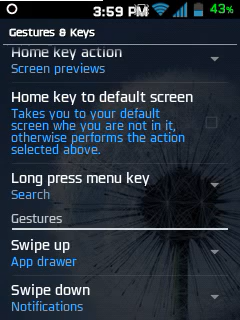 3:59 PM
43%
Gestures & Keys
Home key action
Screen previews
Home key to default screen
Takes you to your default
screen whe you are not in it,
otherwise performs the action
selected above.
Long press menu key
Search
Gestures
Swipe up
App drawer
Swipe down
Notifications